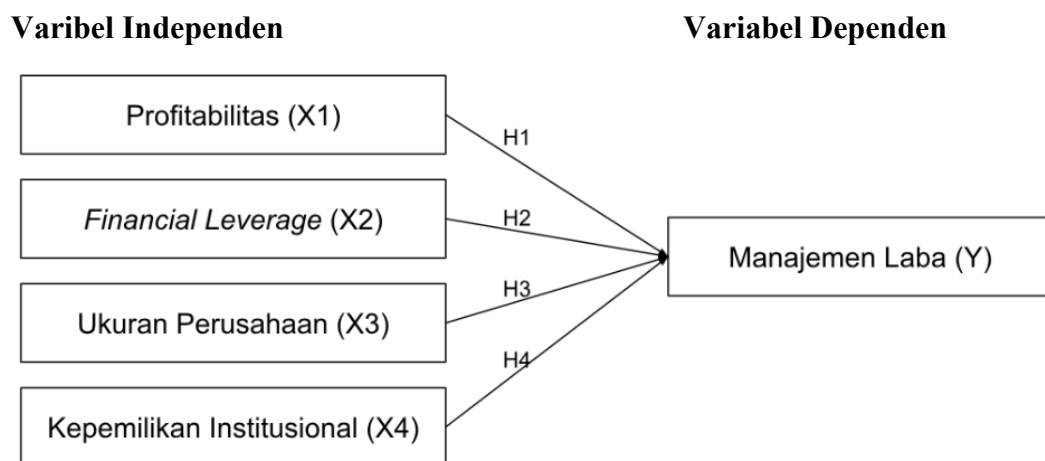 Varibel Independen
Variabel Dependen
Profitabilitas (X1)
H1
Financial Leverage (X2)
H2
Manajemen Laba (Y)
H3
Ukuran Perusahaan (X3)
H4
Kepemilikan Institusional (X4)